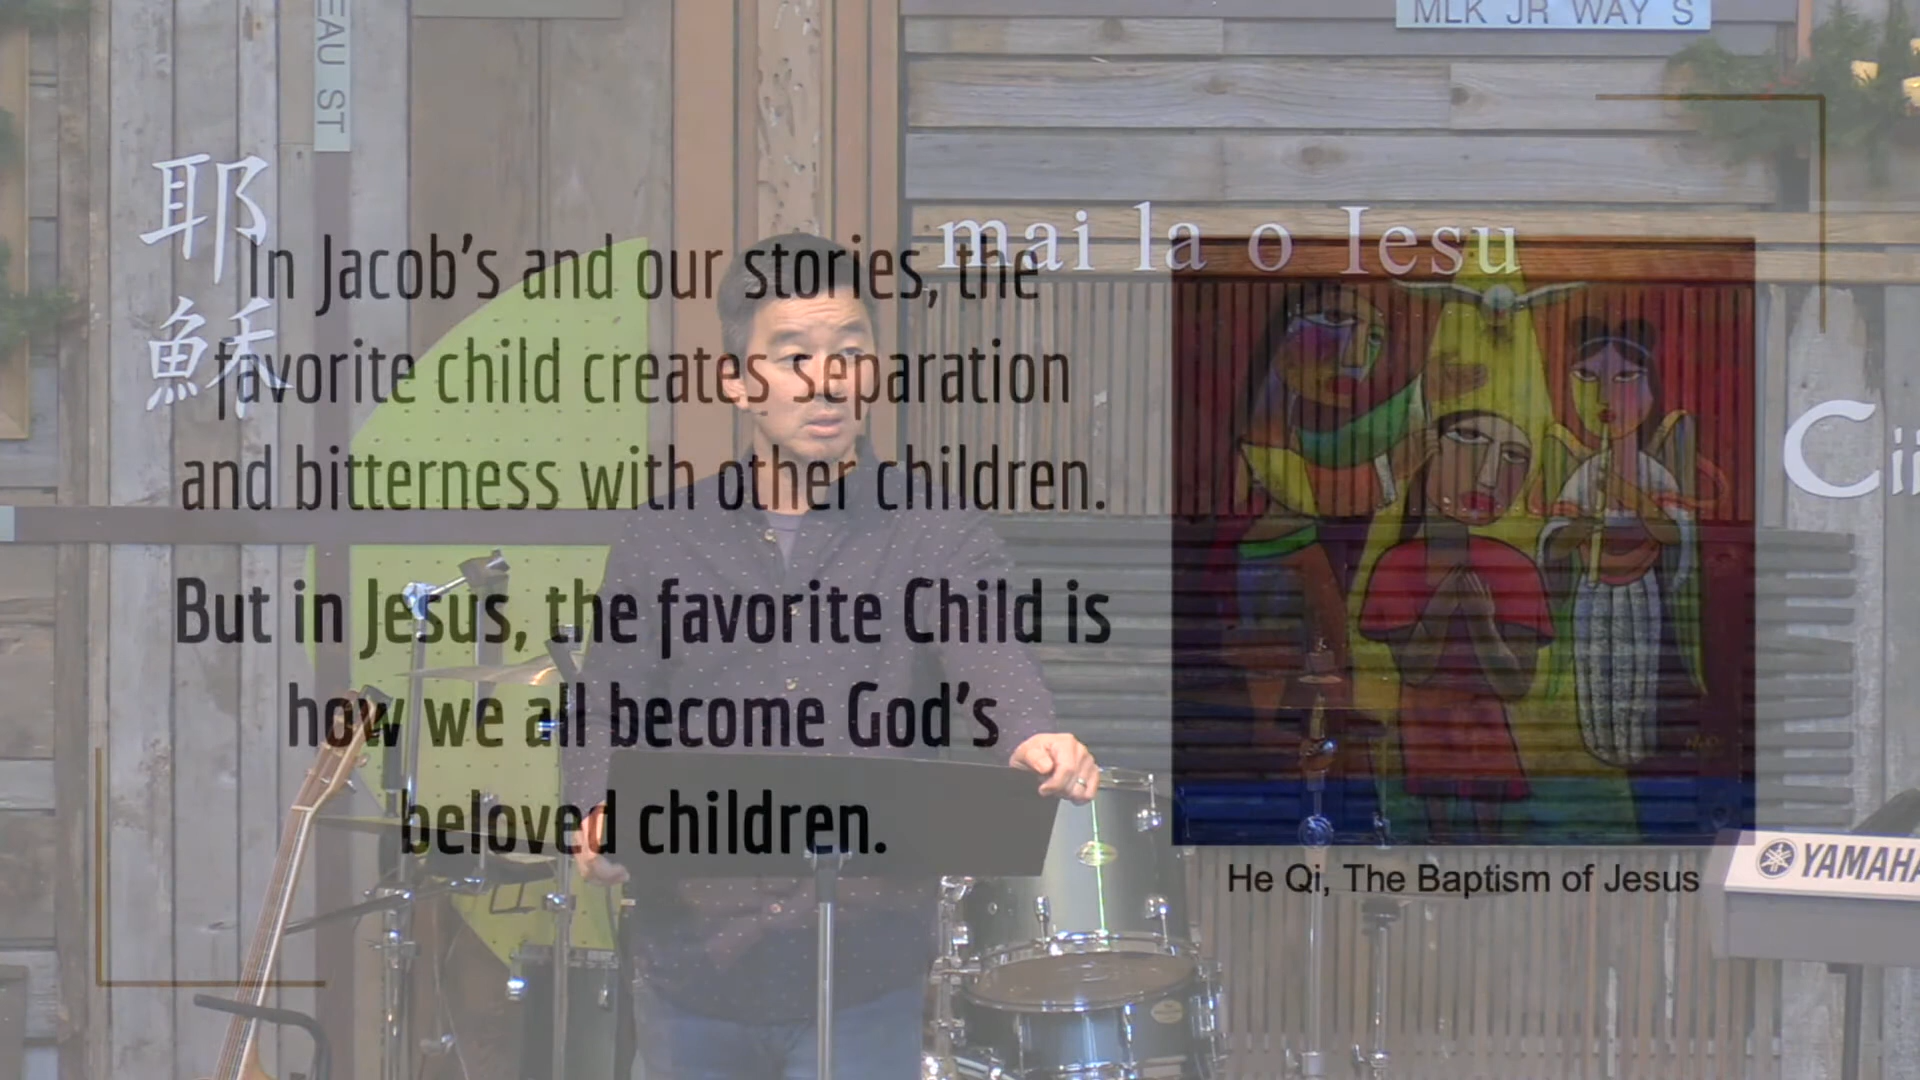 MLK JR WAY S
EAU ST
耶
穌
mai la o Iesu
In Jacob's and our stories, the
favorite child creates separation
and bitterness with other children.
But in Jesus, the favorite Child is
how we all become God's
beloved children.
He Qi, The Baptism of Jesus
YAMAHA